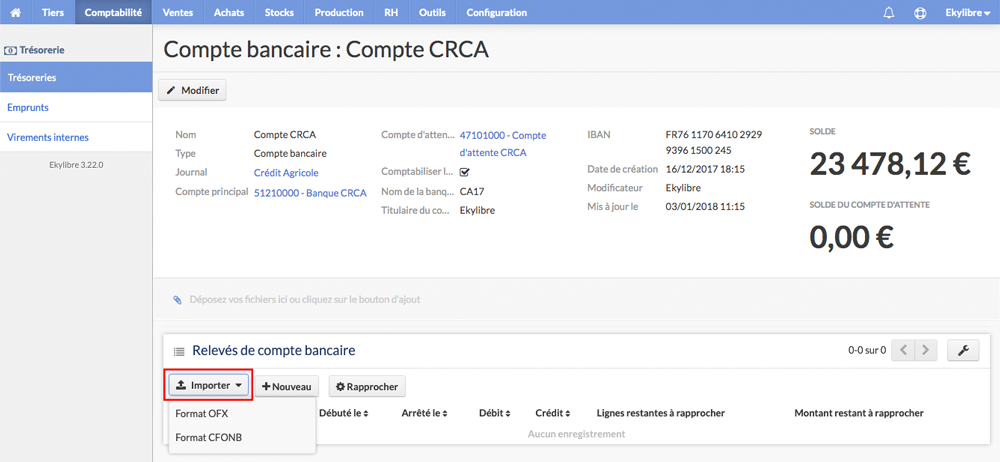 Tiers Comptabilité Ventes Achats Stocks Production RH Outils Configuration Ekylibre
Trésorerie
Trésoreries
Emprunts
Virements internes
Ekylibre 3.22.0
Compte bancaire : Compte CRCA
Modifier
Nom Compte CRCA
Type Compte bancaire
Journal Crédit Agricole
Compte principal 51210000 - Banque CRCA
Compte d'atten... 47101000 - Compte
d'attente CRCA
Comptabiliser l...
Nom de la banq... CA17
Titulaire du co... Ekylibre
IBAN FR76 1170 6410 2929
9396 1500 245
Date de création 16/12/2017 18:15
Modificateur Ekylibre
Mis à jour le 03/01/2018 11:15
SOLDE
23 478,12 €
SOLDE DU COMPTE D'ATTENTE
0,00 €
Déposez vos fichiers ici ou cliquez sur le bouton d'ajout
Relevés de compte bancaire 0-0 sur 0
Importer Nouveau Rapprocher
Format OFX
Format CFONB
Débuté le Arrêté le Débit Crédit Lignes restantes à rapprocher Montant restant à rapprocher
Aucun enregistrement